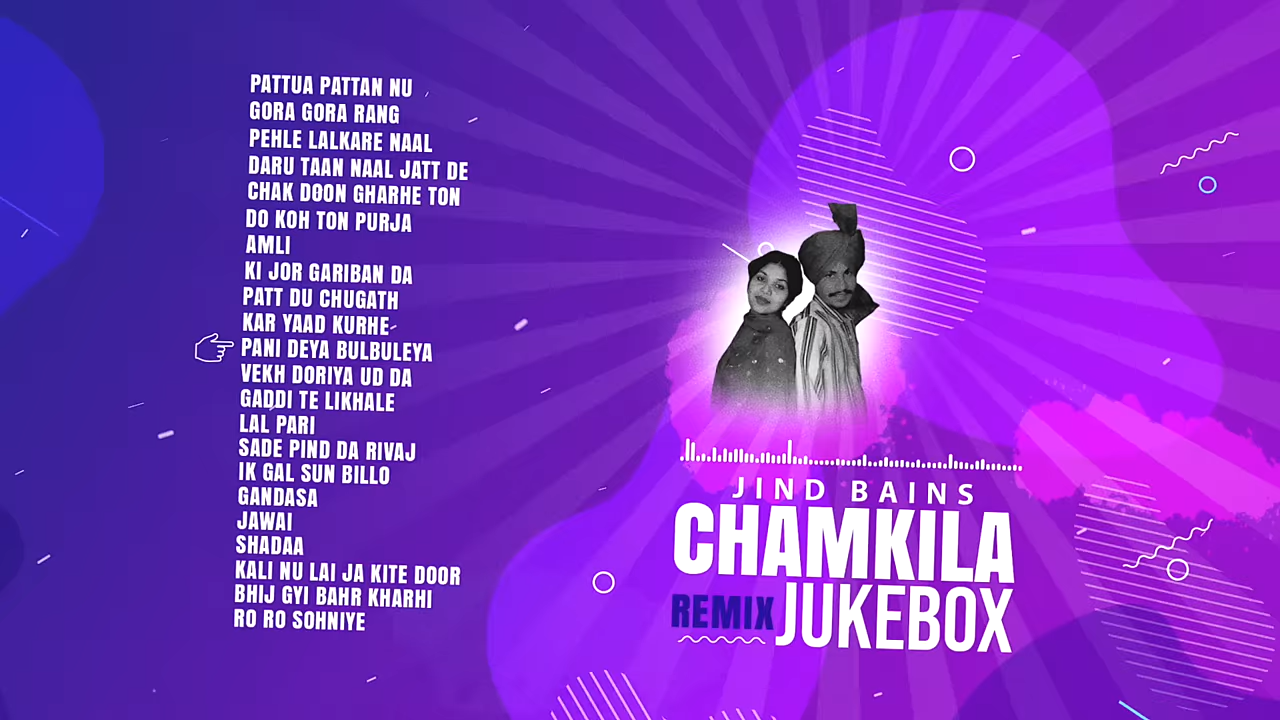 PATTUA PATTAN NU
GORA GORA RANG
PEHLE LALKARE NAAL
DARU TAAN NAAL JATT DE
CHAK DOON GHARHE TON
DO KOH TON PURJA
AMLI
KI JOR GARIBAN DA
PATT DU CHUGATH
KAR YAAD KURHE
PANI DEYA BULBULEYA
VEKH DORIYA UD DA
GADDI TE LIKHALE
LAL PARI
SADE PIND DA RIVAJ
IK GAL SUN BILLO
GANDASA
JAWAI
SHADAA
KALI NU LAI JA KITE DOOR
BHIJ GYI BAHR KHARHI
RO RO SOHNIYE
JIND BAINS
CHAMKILA
REMIX JUKEBOX